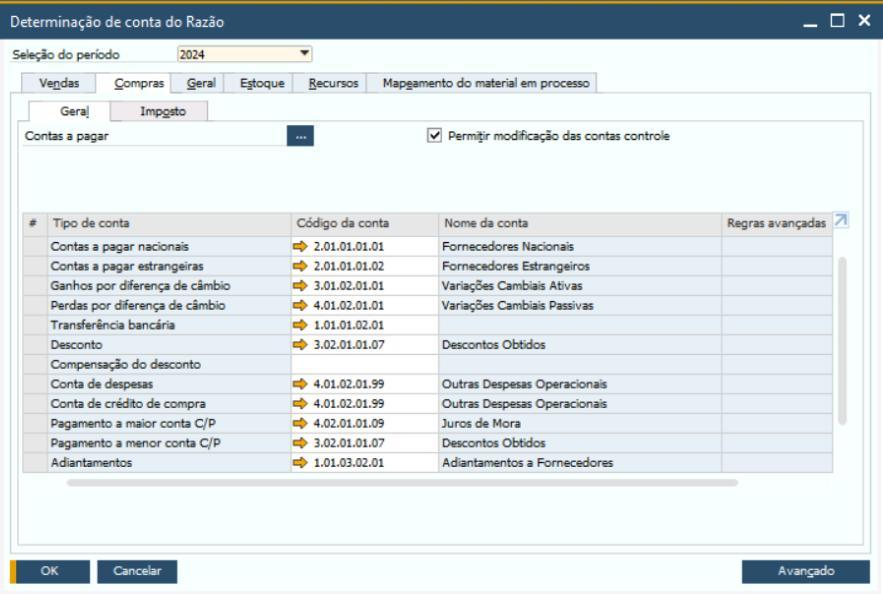 Determinação de conta do Razão
Seleção do período 2024
Vendas Compras Geral Estoque Recursos Mapeamento do material em processo
Geral Imposto
Contas a pagar ... Permitir modificação das contas controle
# Tipo de conta Código da conta Nome da conta Regras avançadas
Contas a pagar nacionais 2.01.01.01.01 Fornecedores Nacionais
Contas a pagar estrangeiras 2.01.01.01.02 Fornecedores Estrangeiros
Ganhos por diferença de câmbio 3.01.02.01.01 Variações Cambiais Ativas
Perdas por diferença de câmbio 4.01.02.01.01 Variações Cambiais Passivas
Transferência bancária 1.01.01.02.01
Desconto 3.02.01.01.07 Descontos Obtidos
Compensação do desconto
Conta de despesas 4.01.02.01.99 Outras Despesas Operacionais
Conta de crédito de compra 4.01.02.01.99 Outras Despesas Operacionais
Pagamento a maior conta C/P 4.02.01.01.09 Juros de Mora
Pagamento a menor conta C/P 3.02.01.01.07 Descontos Obtidos
Adiantamentos 1.01.03.02.01 Adiantamentos a Fornecedores
OK Cancelar Avançado